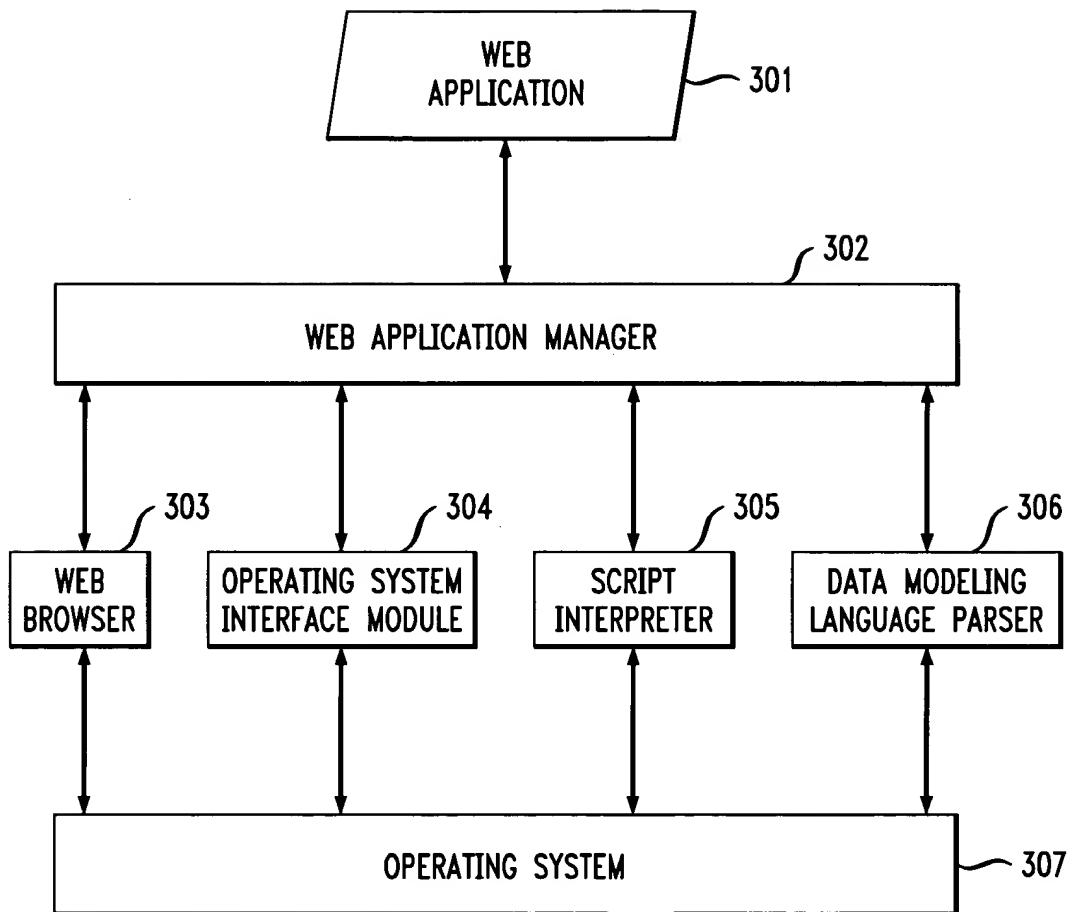 WEB
APPLICATION
301
302
WEB APPLICATION MANAGER
303
304
305
306
WEB
BROWSER
OPERATING SYSTEM
INTERFACE MODULE
SCRIPT
INTERPRETER
DATA MODELING
LANGUAGE PARSER
OPERATING SYSTEM
307